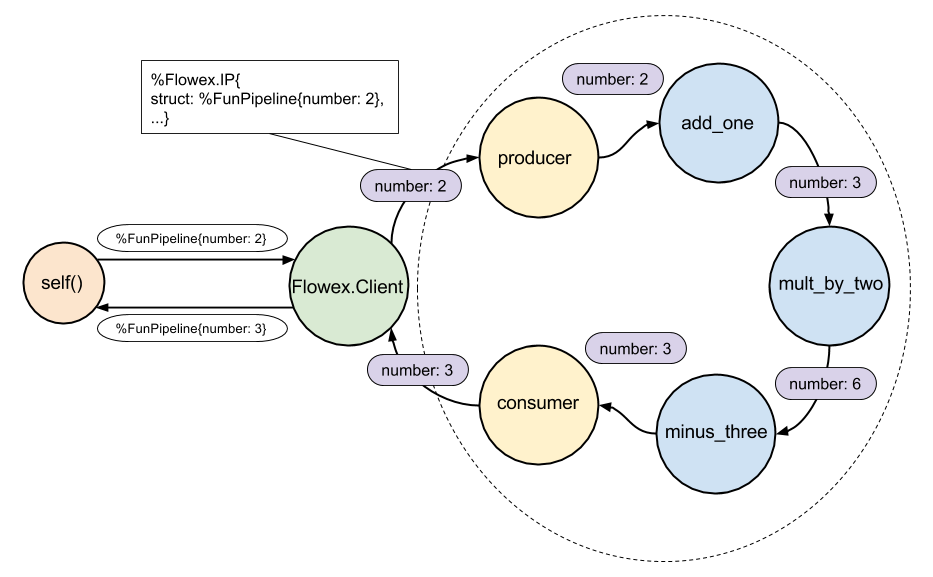 %Flowex.IP{
struct: %FunPipeline{number: 2},
...}
number: 2
add_one
producer
number: 2
number: 3
%FunPipeline{number: 2}
self()
Flowex.Client
mult_by_two
%FunPipeline{number: 3}
number: 3
number: 3
number: 6
consumer
minus_three